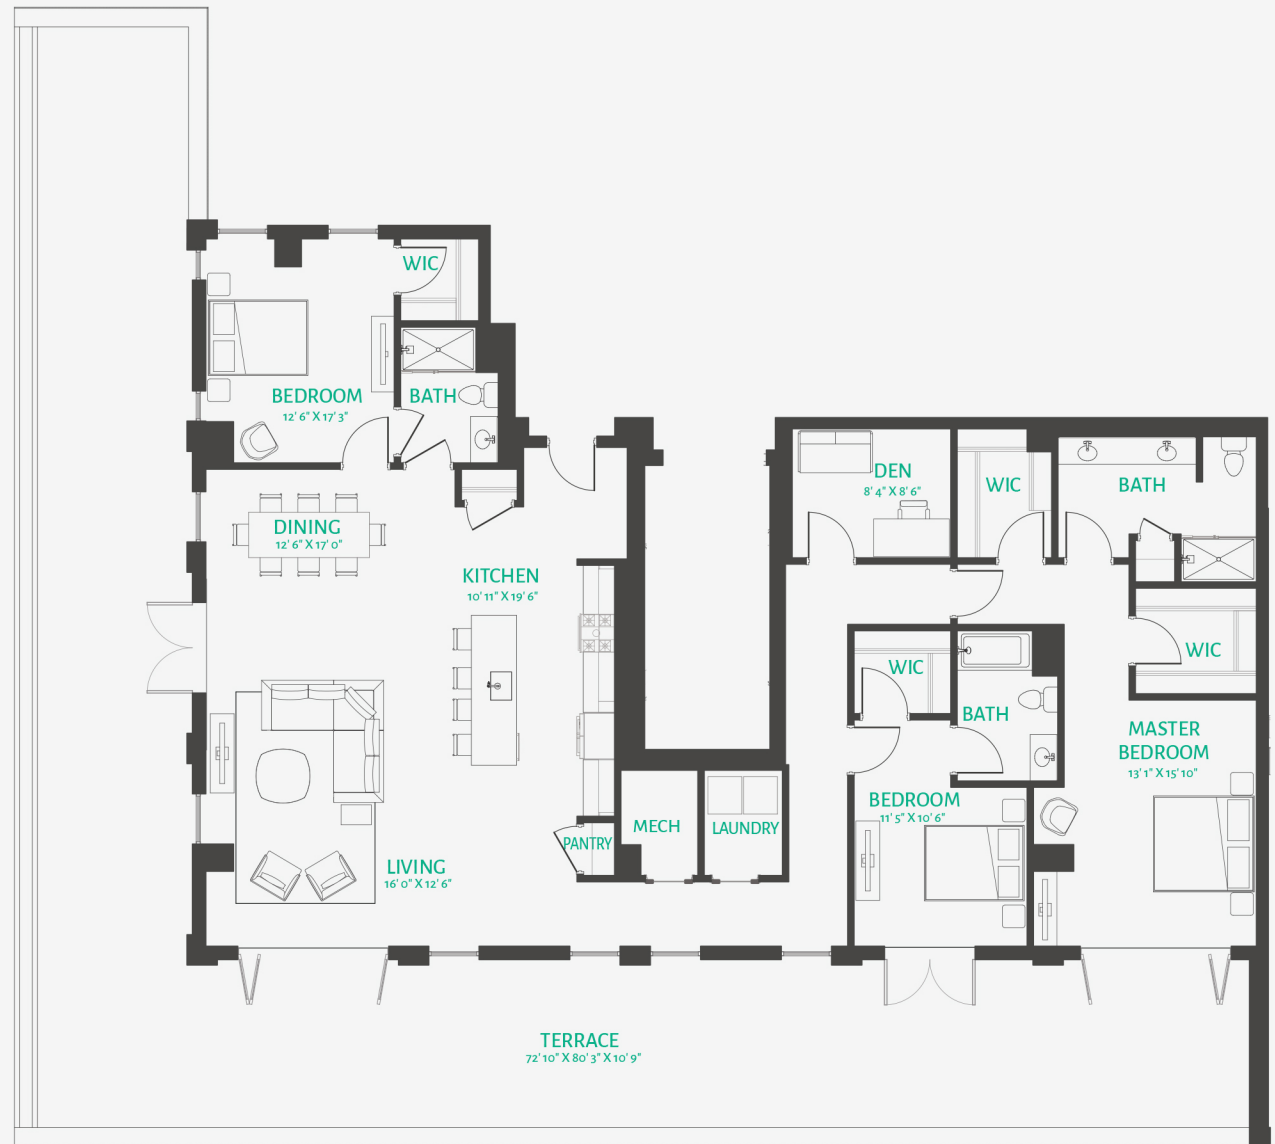 WIC
BEDROOM
12' 6" X 17' 3"
BATH
DINING
12' 6" X 17' 0"
KITCHEN
10' 11" X 19' 6"
LIVING
16' 0" X 12' 6"
PANTRY
MECH
LAUNDRY
DEN
8' 4" X 8' 6"
WIC
BATH
WIC
WIC
BATH
MASTER
BEDROOM
13' 1" X 15' 10"
BEDROOM
11' 5" X 10' 6"
TERRACE
72' 10" X 80' 3" X 10' 9"